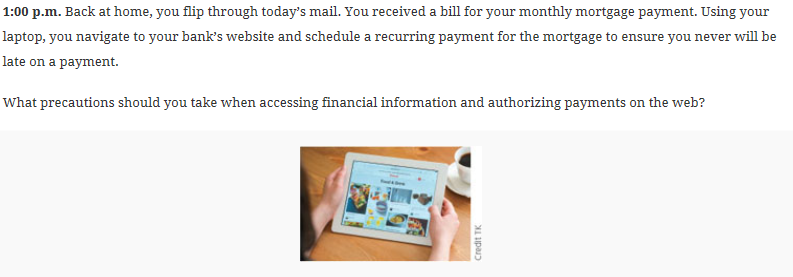 1:00 p.m. Back at home, you flip through today’s mail. You received a bill for your monthly mortgage payment. Using your
laptop, you navigate to your bank’s website and schedule a recurring payment for the mortgage to ensure you never will be
late on a payment.
What precautions should you take when accessing financial information and authorizing payments on the web?
Food & Drink
Credit TK